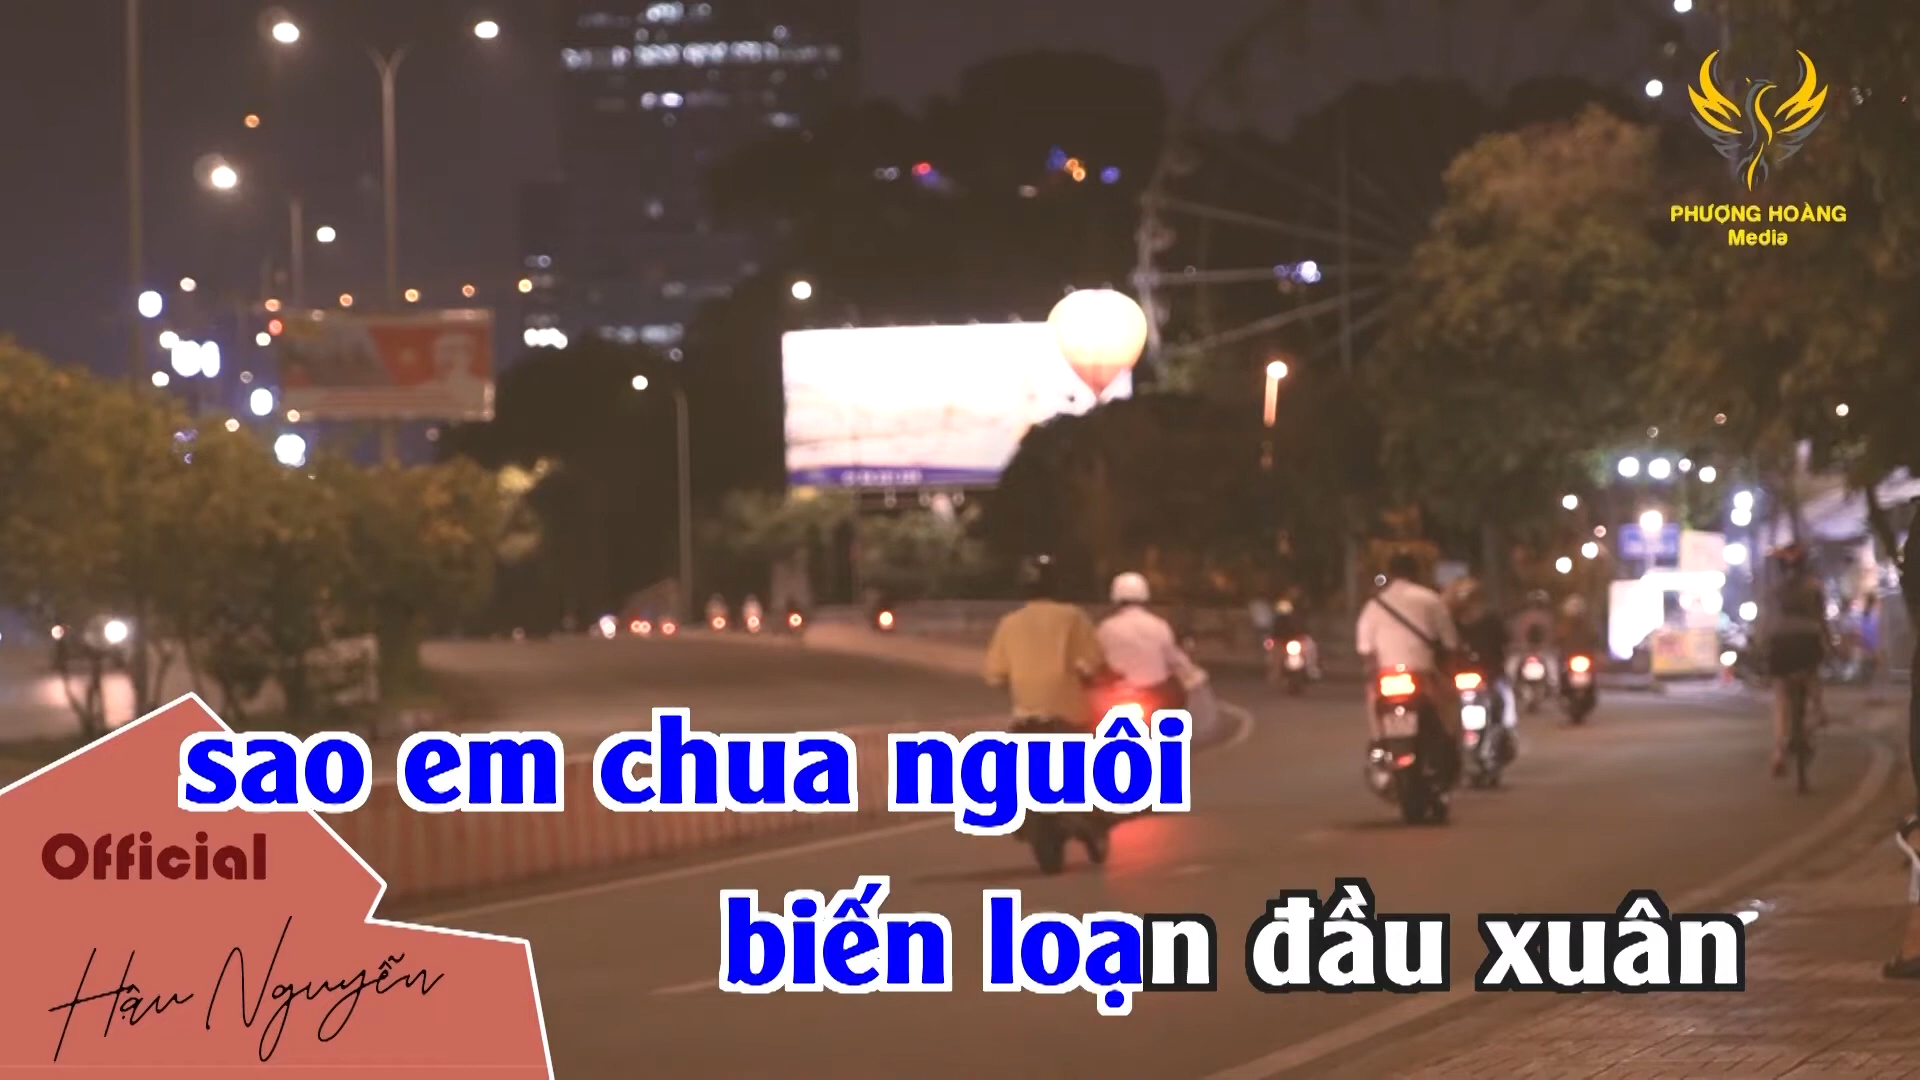 PHƯỢNG HOÀNG
Media
sao em chua nguôi
biến loạn đầu xuân
Official
Hậu Nguyễn